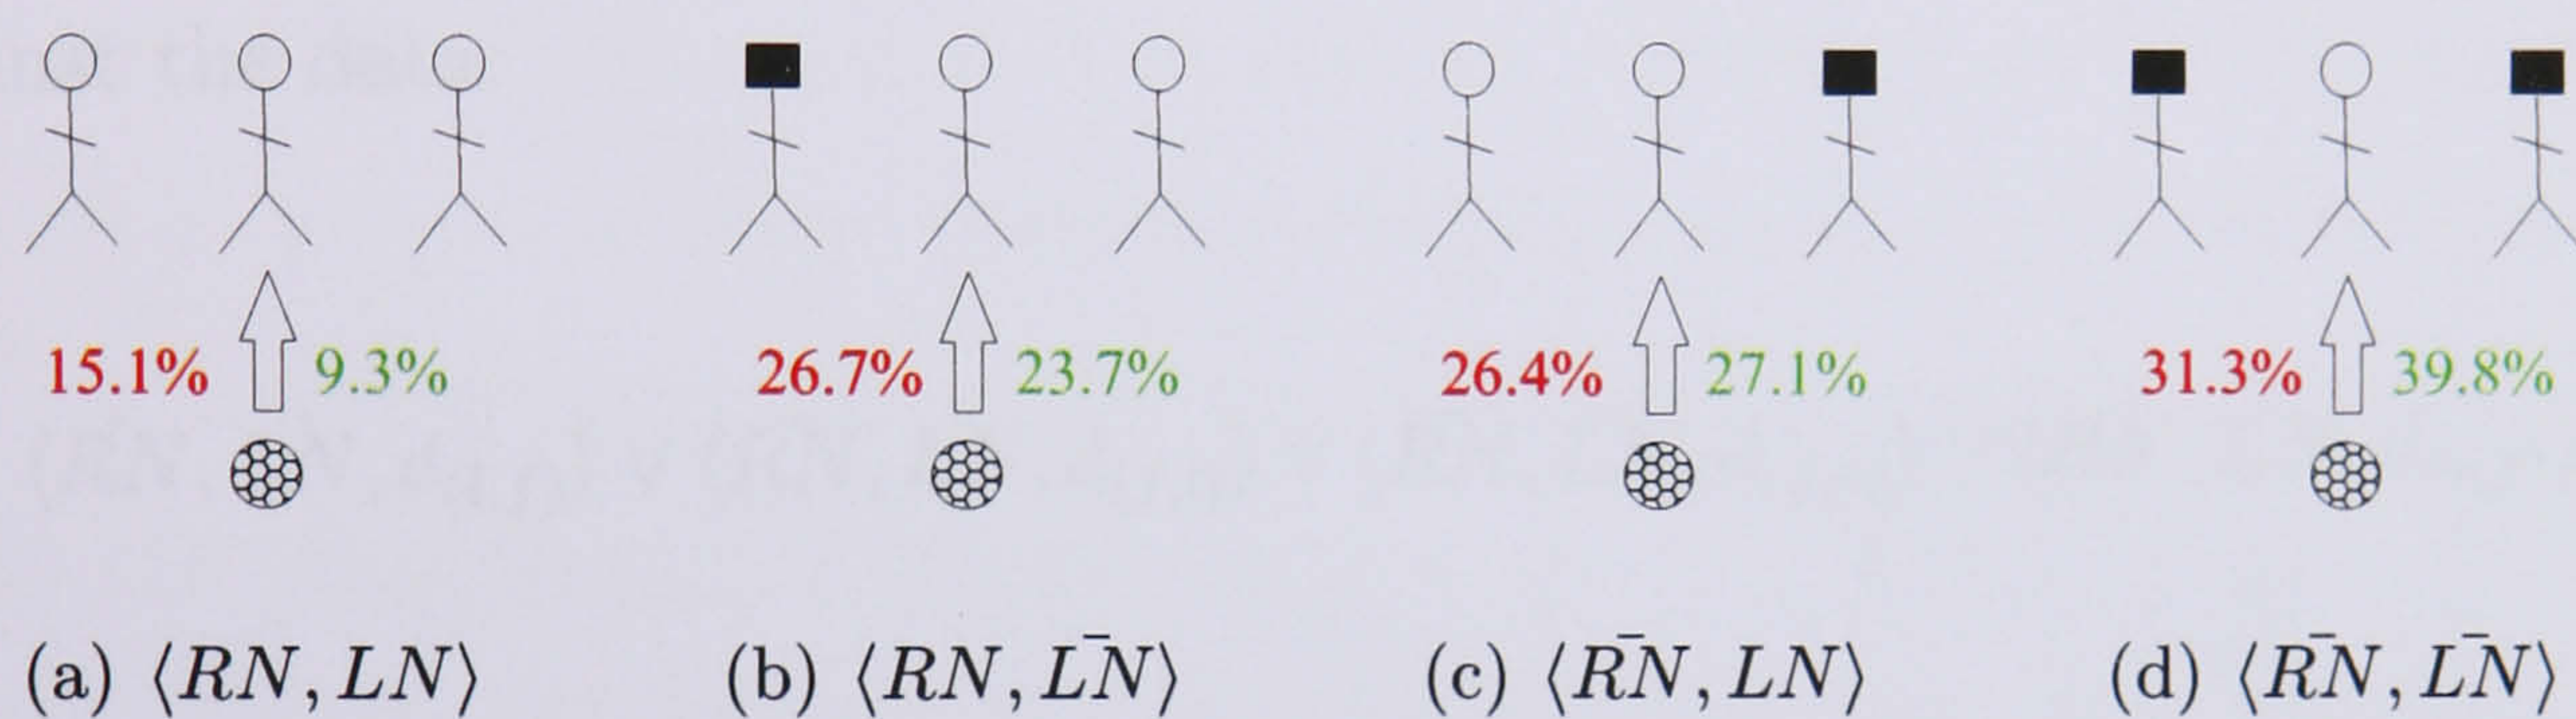 15.1% 9.3% 26.7% 23.7% 26.4% 27.1% 31.3% 39.8%
(a) ⟨RN, LN⟩ (b) ⟨RN, L̄N⟩ (c) ⟨R̄N, LN⟩ (d) ⟨R̄N, L̄N⟩